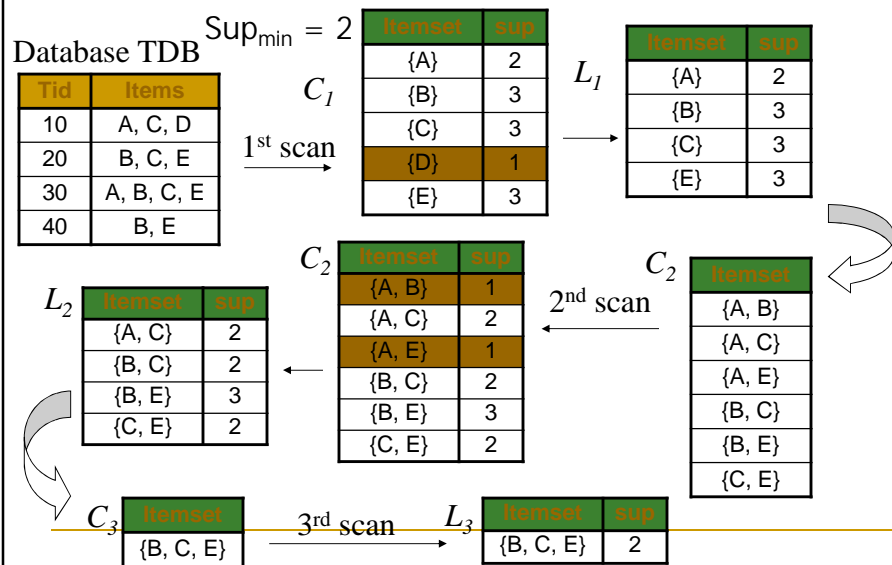 Database TDB
Tid Items
10 A, C, D
20 B, C, E
30 A, B, C, E
40 B, E
Sup min = 2
1st scan
C1
Itemset sup
{A} 2
{B} 3
{C} 3
{D} 1
{E} 3
L1
Itemset sup
{A} 2
{B} 3
{C} 3
{E} 3
C2
Itemset
{A, B}
{A, C}
{A, E}
{B, C}
{B, E}
{C, E}
2nd scan
C2
Itemset sup
{A, B} 1
{A, C} 2
{A, E} 1
{B, C} 2
{B, E} 3
{C, E} 2
L2
Itemset sup
{A, C} 2
{B, C} 2
{B, E} 3
{C, E} 2
C3
Itemset
{B, C, E}
3rd scan
L3
Itemset sup
{B, C, E} 2